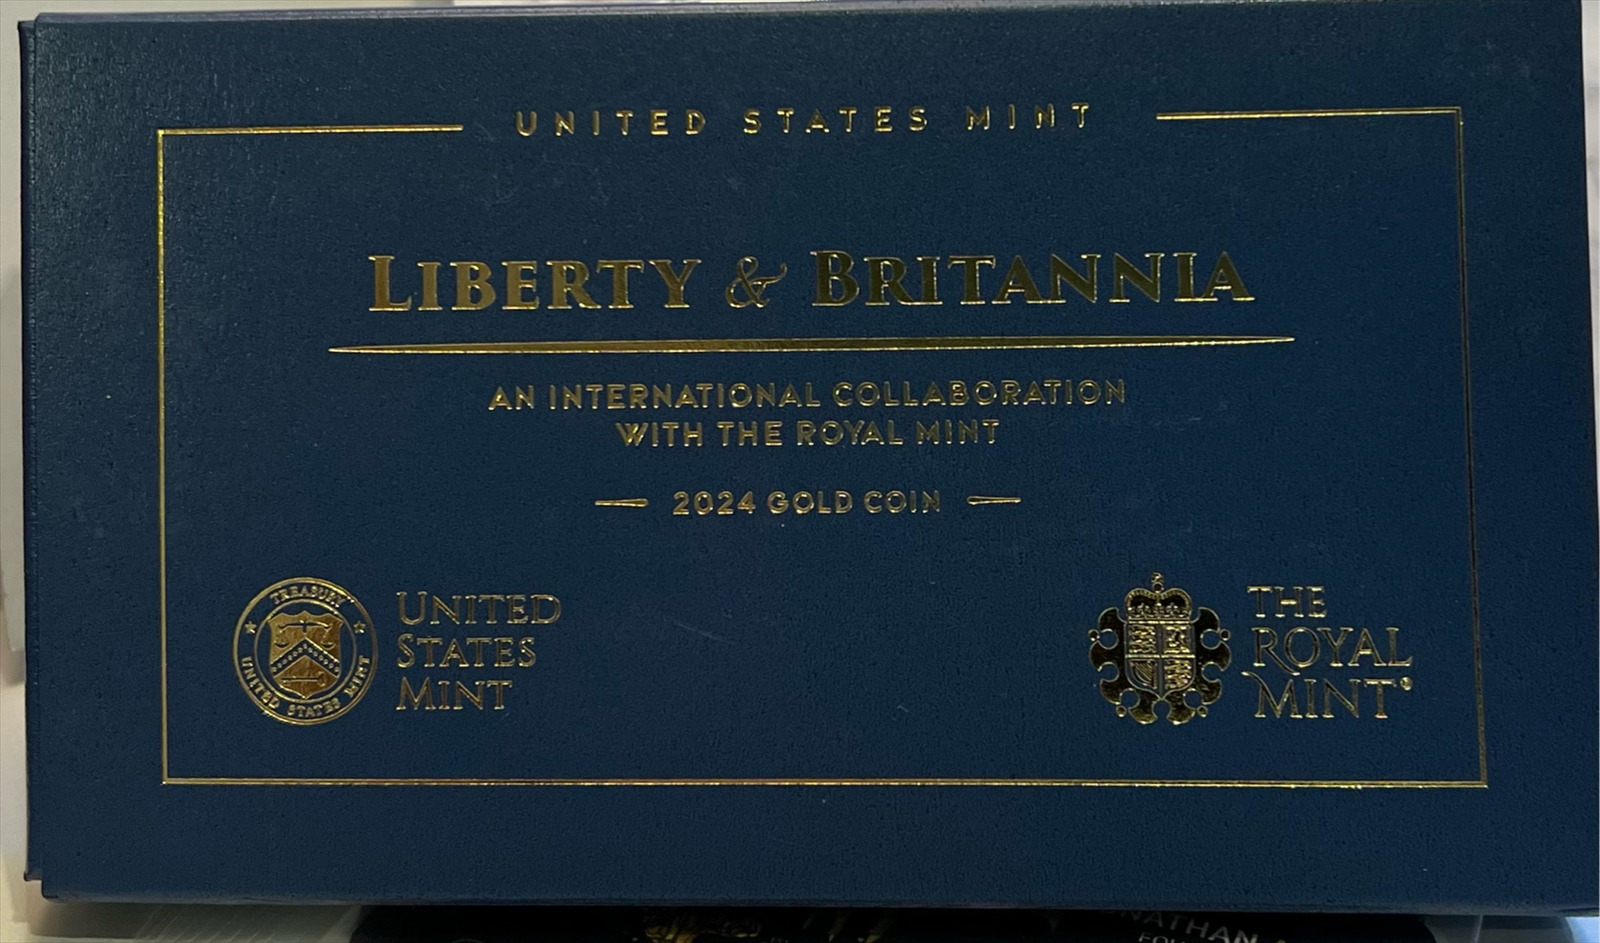 UNITED STATES MINT
LIBERTY & BRITANNIA
AN INTERNATIONAL COLLABORATION
WITH THE ROYAL MINT
2024 GOLD COIN
TREASURY
UNITED STATES MINT
UNITED
STATES
MINT
THE
ROYAL
MINT®